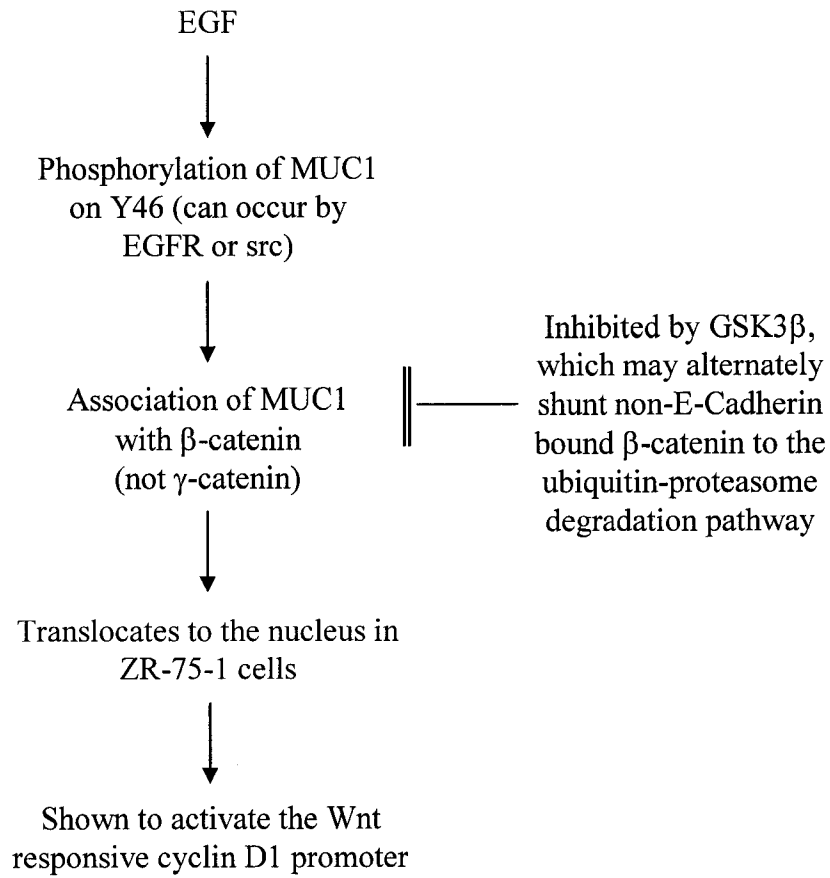 EGF
Phosphorylation of MUC1
on Y46 (can occur by
EGFR or src)
Association of MUC1
with β-catenin
(not γ-catenin)
Inhibited by GSK3β,
which may alternately
shunt non-E-Cadherin
bound β-catenin to the
ubiquitin-proteasome
degradation pathway
Translocates to the nucleus in
ZR-75-1 cells
Shown to activate the Wnt
responsive cyclin D1 promoter